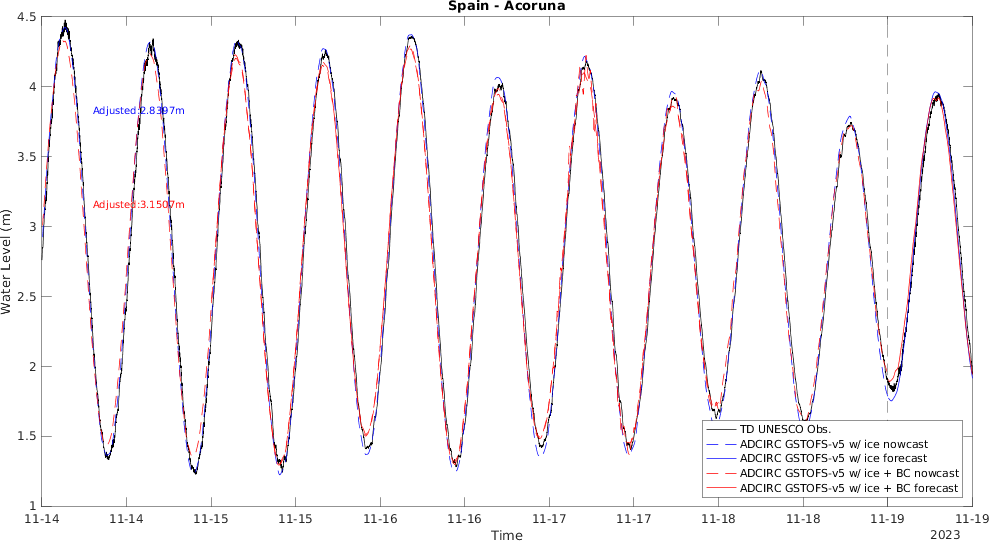 Spain - Acoruna
Water Level (m)
4.5
4
3.5
3
2.5
2
1.5
1
Adjusted:2.8397m
Adjusted:3.1507m
TD UNESCO Obs.
ADCIRC GSTOFS-v5 w/ ice nowcast
ADCIRC GSTOFS-v5 w/ ice forecast
ADCIRC GSTOFS-v5 w/ ice + BC nowcast
ADCIRC GSTOFS-v5 w/ ice + BC forecast
11-14 11-14 11-15 11-15 11-16 11-16 11-17 11-17 11-18 11-18 11-19 11-19
Time
2023